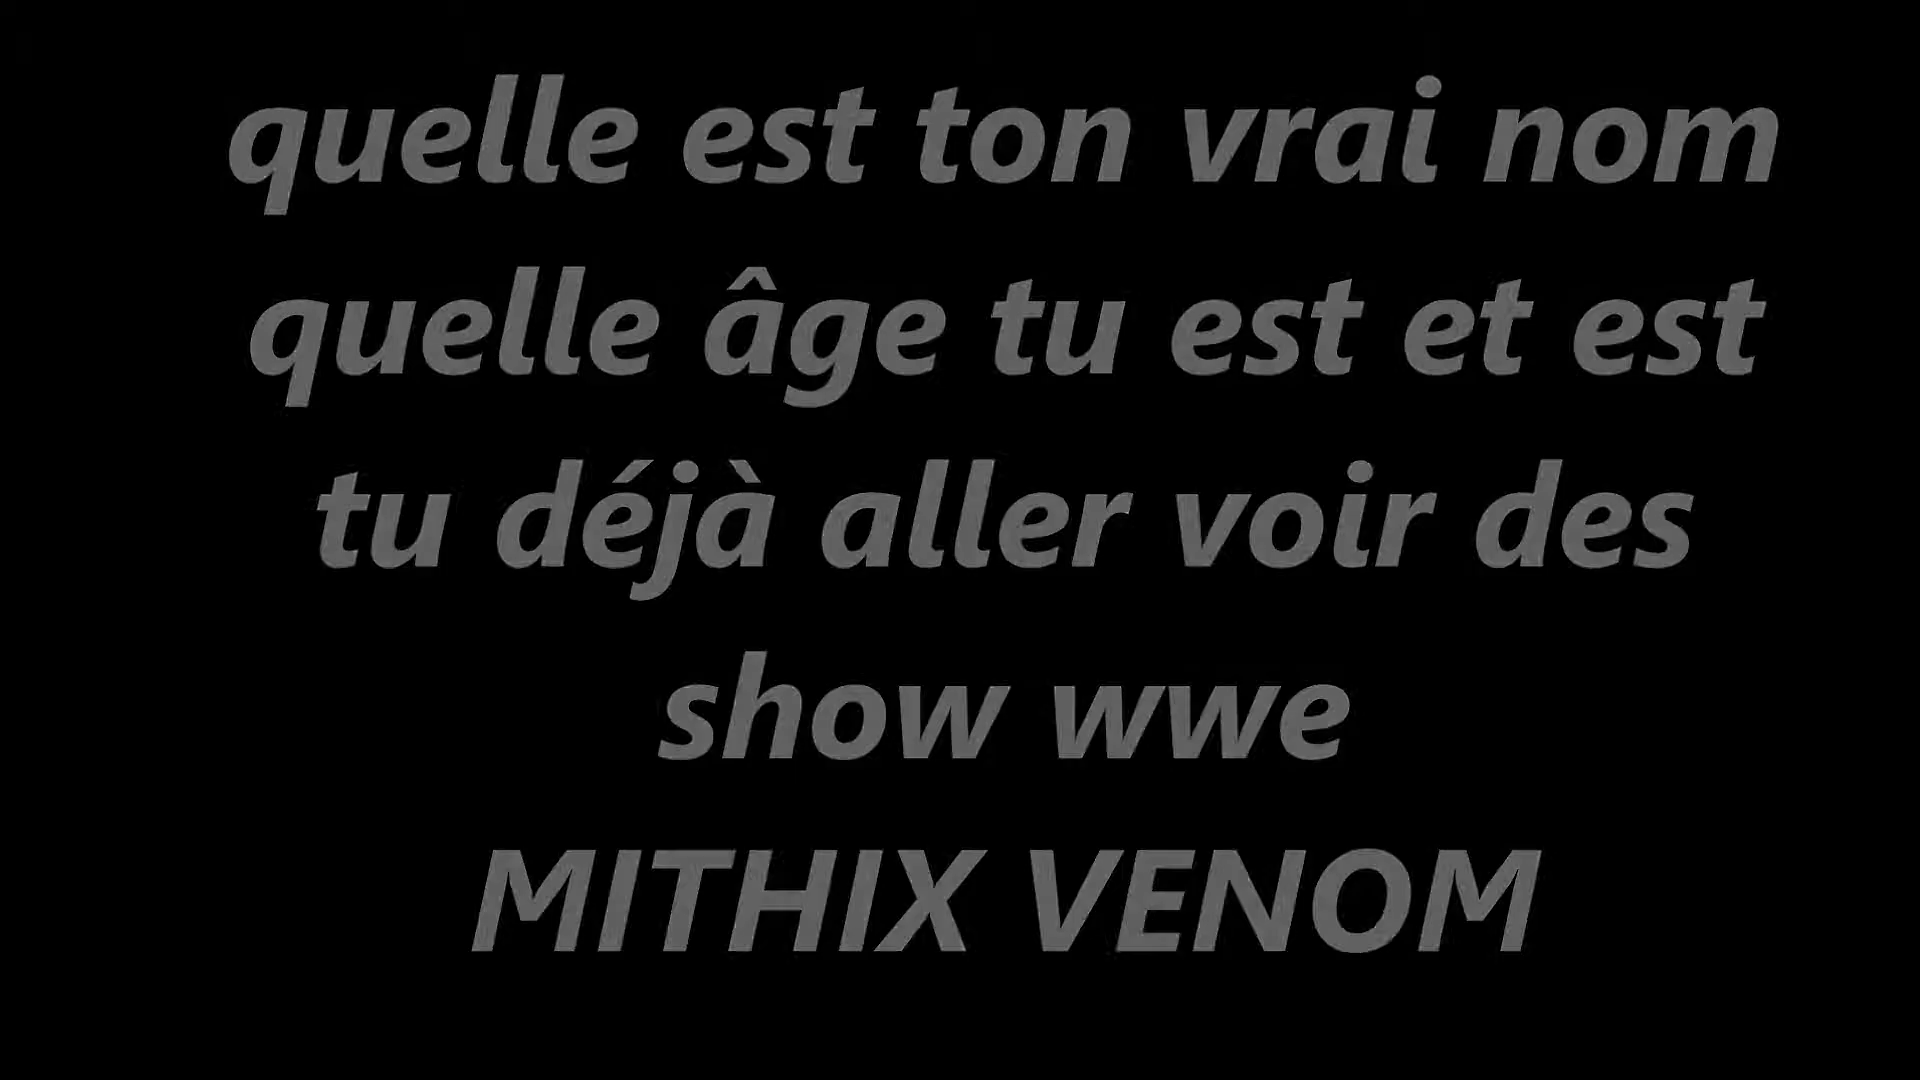 quelle est ton vrai nom
quelle âge tu est et est
tu déjà aller voir des
show wwe
MITHIX VENOM